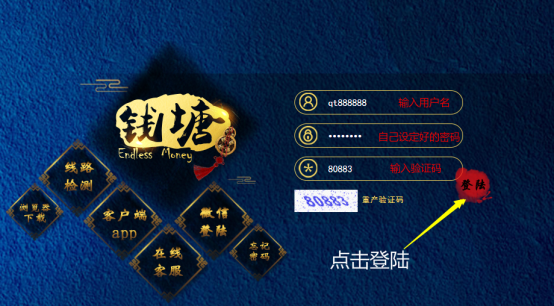 钱塘
Endless Money
qt888888 输入用户名
•••••••• 自己设定好的密码
80883 输入验证码
80883 重产验证码
登陆
点击登陆
线路
检测
浏览器
下载
客户端
app
微信
登陆
在线
客服
忘记
密码